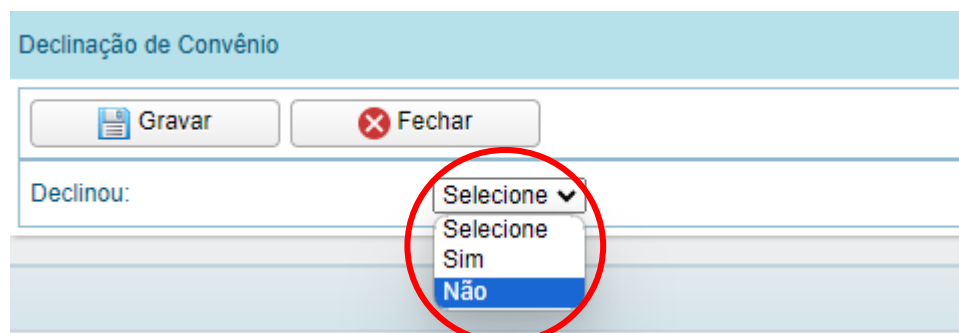 Declinação de Convênio
Gravar Fechar
Declinou: Selecione
Selecione
Sim
Não